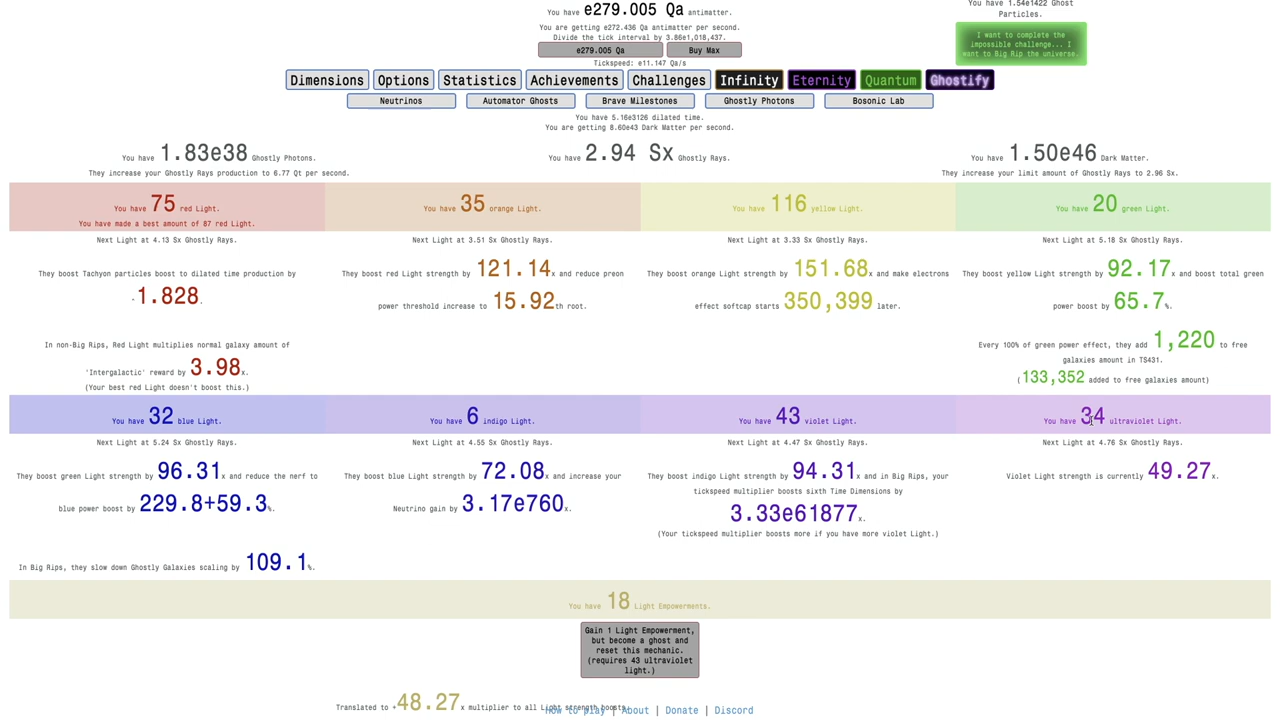 You have e279.005 Qa antimatter.
You have 1.54e1422 Ghost
Particles.
You are getting e272.436 Qa antimatter per second.
Divide the tick interval by 3.86e1,018,437.
e279.005 Qa
Buy Max
Tickspeed: e11.147 Qa/s
I want to complete the
impossible challenge... I
want to Big Rip the universe.
Dimensions
Options
Statistics
Achievements
Challenges
Infinity
Eternity
Quantum
Ghostify
Neutrinos
Automator Ghosts
Brave Milestones
Ghostly Photons
Bosonic Lab
You have 5.16e3126 dilated time.
You are getting 8.60e43 Dark Matter per second.
You have 1.83e38 Ghostly Photons.
They increase your Ghostly Rays production to 6.77 Qt per second.
You have 2.94 Sx Ghostly Rays.
You have 1.50e46 Dark Matter.
They increase your limit amount of Ghostly Rays to 2.96 Sx.
You have 75 red Light.
You have made a best amount of 87 red Light.
You have 35 orange Light.
You have 116 yellow Light.
You have 20 green Light.
Next Light at 4.13 Sx Ghostly Rays.
Next Light at 3.51 Sx Ghostly Rays.
Next Light at 3.33 Sx Ghostly Rays.
Next Light at 5.18 Sx Ghostly Rays.
They boost Tachyon particles boost to dilated time production by
-1.828.
They boost red Light strength by 121.14x and reduce preon
power threshold increase to 15.92th root.
They boost orange Light strength by 151.68x and make electrons
effect softcap starts 350,399 later.
They boost yellow Light strength by 92.17x and boost total green
power boost by 65.7%.
In non-Big Rips, Red Light multiplies normal galaxy amount of
'Intergalactic' reward by 3.98x.
(Your best red Light doesn't boost this.)
Every 100% of green power effect, they add 1,220 to free
galaxies amount in TS431.
(133,352 added to free galaxies amount)
You have 32 blue Light.
You have 6 indigo Light.
You have 43 violet Light.
You have 34 ultraviolet Light.
Next Light at 5.24 Sx Ghostly Rays.
Next Light at 4.55 Sx Ghostly Rays.
Next Light at 4.47 Sx Ghostly Rays.
Next Light at 4.76 Sx Ghostly Rays.
They boost green Light strength by 96.31x and reduce the nerf to
blue power boost by 229.8+59.3%.
They boost blue Light strength by 72.08x and increase your
Neutrino gain by 3.17e760x.
They boost indigo Light strength by 94.31x and in Big Rips, your
tickspeed multiplier boosts sixth Time Dimensions by
3.33e61877x.
(Your tickspeed multiplier boosts more if you have more violet Light.)
Violet Light strength is currently 49.27x.
In Big Rips, they slow down Ghostly Galaxies scaling by 109.1%.
You have 18 Light Empowerments.
Gain 1 Light Empowerment,
but become a ghost and
reset this mechanic.
(requires 43 ultraviolet
light.)
Translated to +48.27x multiplier to all Light strength boosts.
How to play | About | Donate | Discord